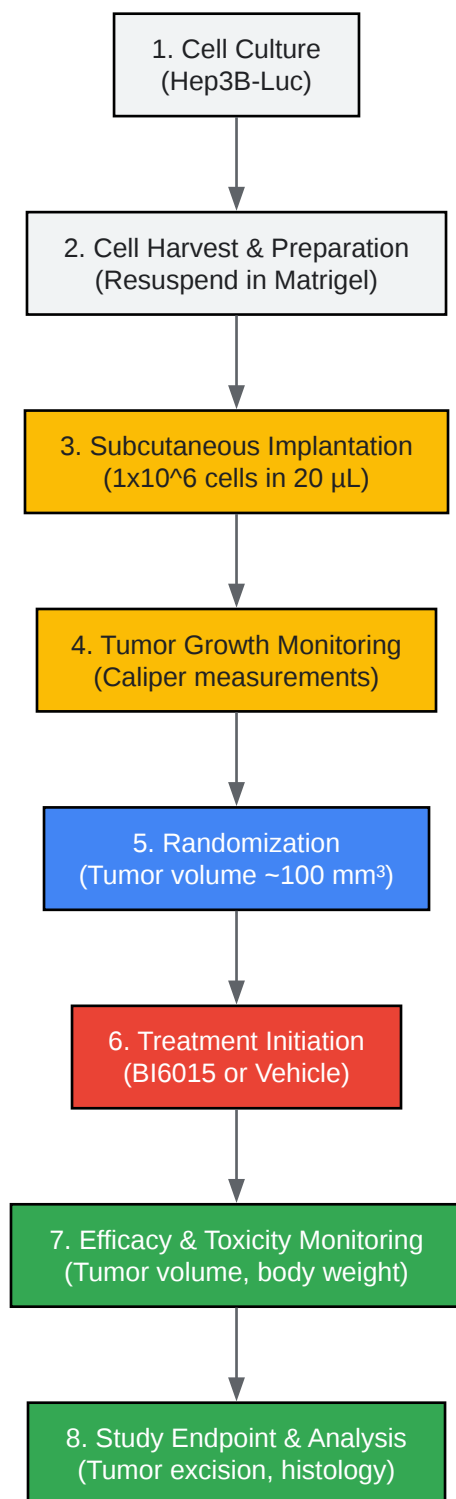 1. Cell Culture
(Hep3B-Luc)
2. Cell Harvest & Preparation
(Resuspend in Matrigel)
3. Subcutaneous Implantation
(1x10^6 cells in 20 µL)
4. Tumor Growth Monitoring
(Caliper measurements)
5. Randomization
(Tumor volume ~100 mm³)
6. Treatment Initiation
(BI6015 or Vehicle)
7. Efficacy & Toxicity Monitoring
(Tumor volume, body weight)
8. Study Endpoint & Analysis
(Tumor excision, histology)